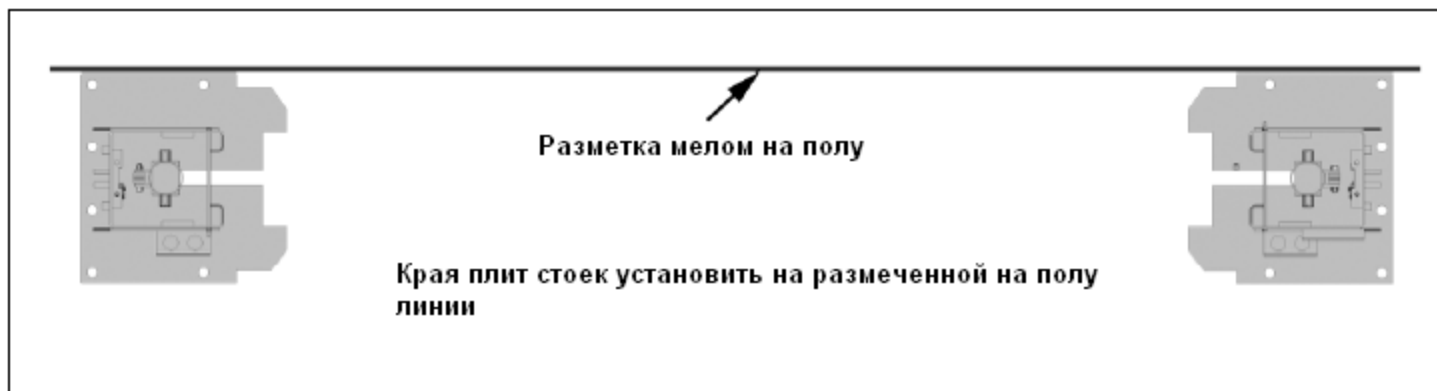 Разметка мелом на полу
Края плит стоек установить на размеченной на полу
линии